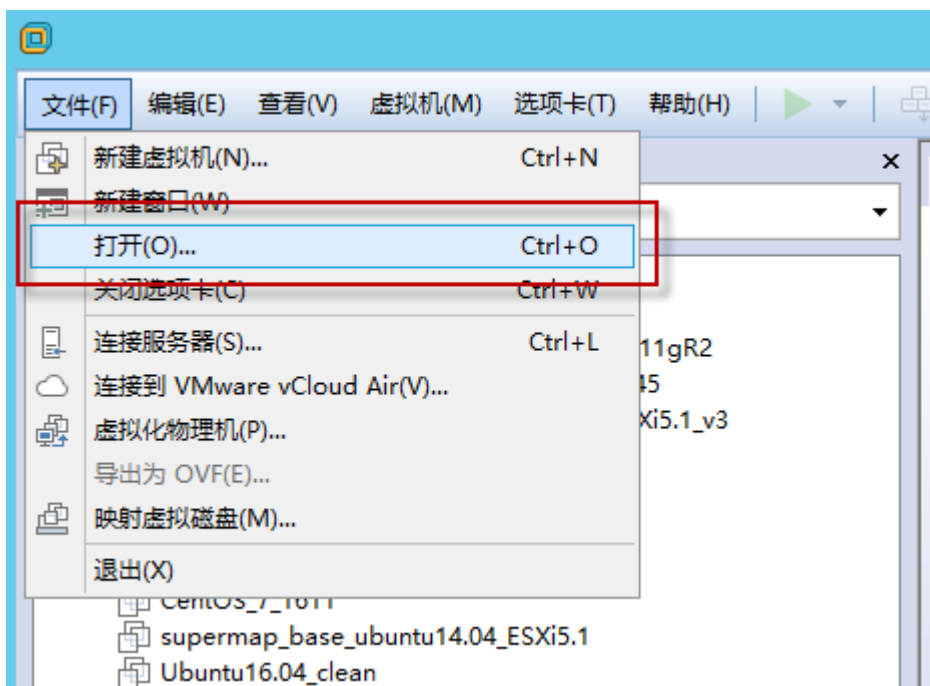 文件(F) 编辑(E) 查看(V) 虚拟机(M) 选项卡(T) 帮助(H)
新建虚拟机(N)... Ctrl+N
新建窗口(W)
打开(O)... Ctrl+O
关闭选项卡(C) Ctrl+W
连接服务器(S)... Ctrl+L
11gR2
连接到 VMware vCloud Air(V)...
虚拟化物理机(P)...
Xi5.1_v3
导出为 OVF(E)...
映射虚拟磁盘(M)...
退出(X)
CentOS_7_1611
supermap_base_ubuntu14.04_ESXi5.1
Ubuntu16.04_clean